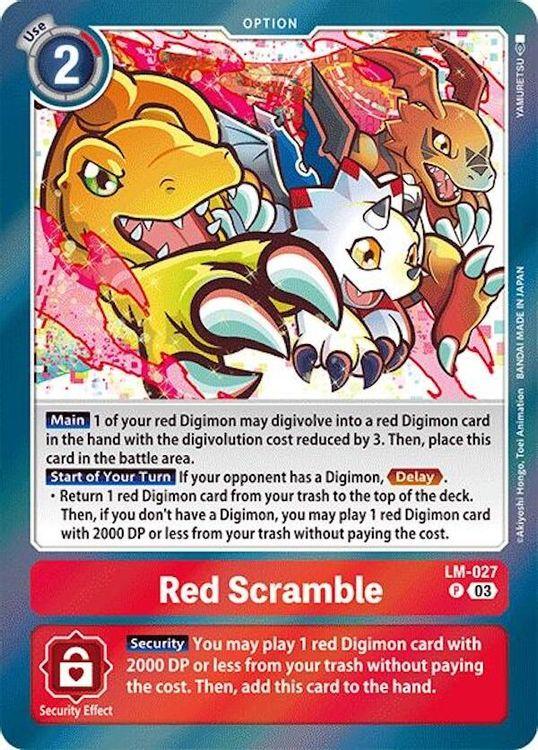 OPTION
Use
2
YAMURETSU
Main 1 of your red Digimon may digivolve into a red Digimon card
in the hand with the digivolution cost reduced by 3. Then, place this
card in the battle area.
Start of Your Turn If your opponent has a Digimon, Delay.
・Return 1 red Digimon card from your trash to the top of the deck.
Then, if you don't have a Digimon, you may play 1 red Digimon card
with 2000 DP or less from your trash without paying the cost.
©Akiyoshi Hongo, Toei Animation BANDAI MADE IN JAPAN
Red Scramble
LM-027
P 03
Security You may play 1 red Digimon card with
2000 DP or less from your trash without paying
the cost. Then, add this card to the hand.
Security Effect